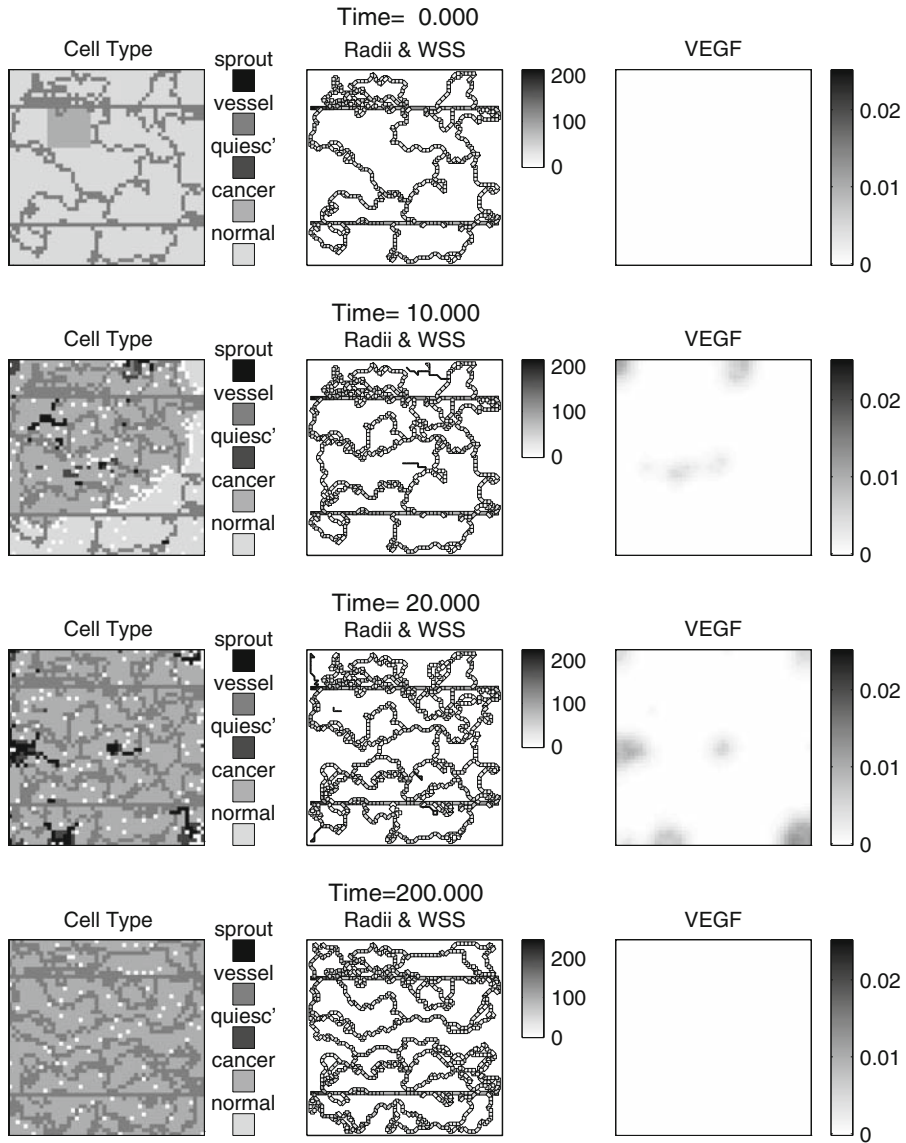 Time= 0.000
Cell Type
Radii & WSS
VEGF
sprout
vessel
quiesc'
cancer
normal
200
100
0
0.02
0.01
0
Time= 10.000
Cell Type
Radii & WSS
VEGF
sprout
vessel
quiesc'
cancer
normal
200
100
0
0.02
0.01
0
Time= 20.000
Cell Type
Radii & WSS
VEGF
sprout
vessel
quiesc'
cancer
normal
200
100
0
0.02
0.01
0
Time=200.000
Cell Type
Radii & WSS
VEGF
sprout
vessel
quiesc'
cancer
normal
200
100
0
0.02
0.01
0